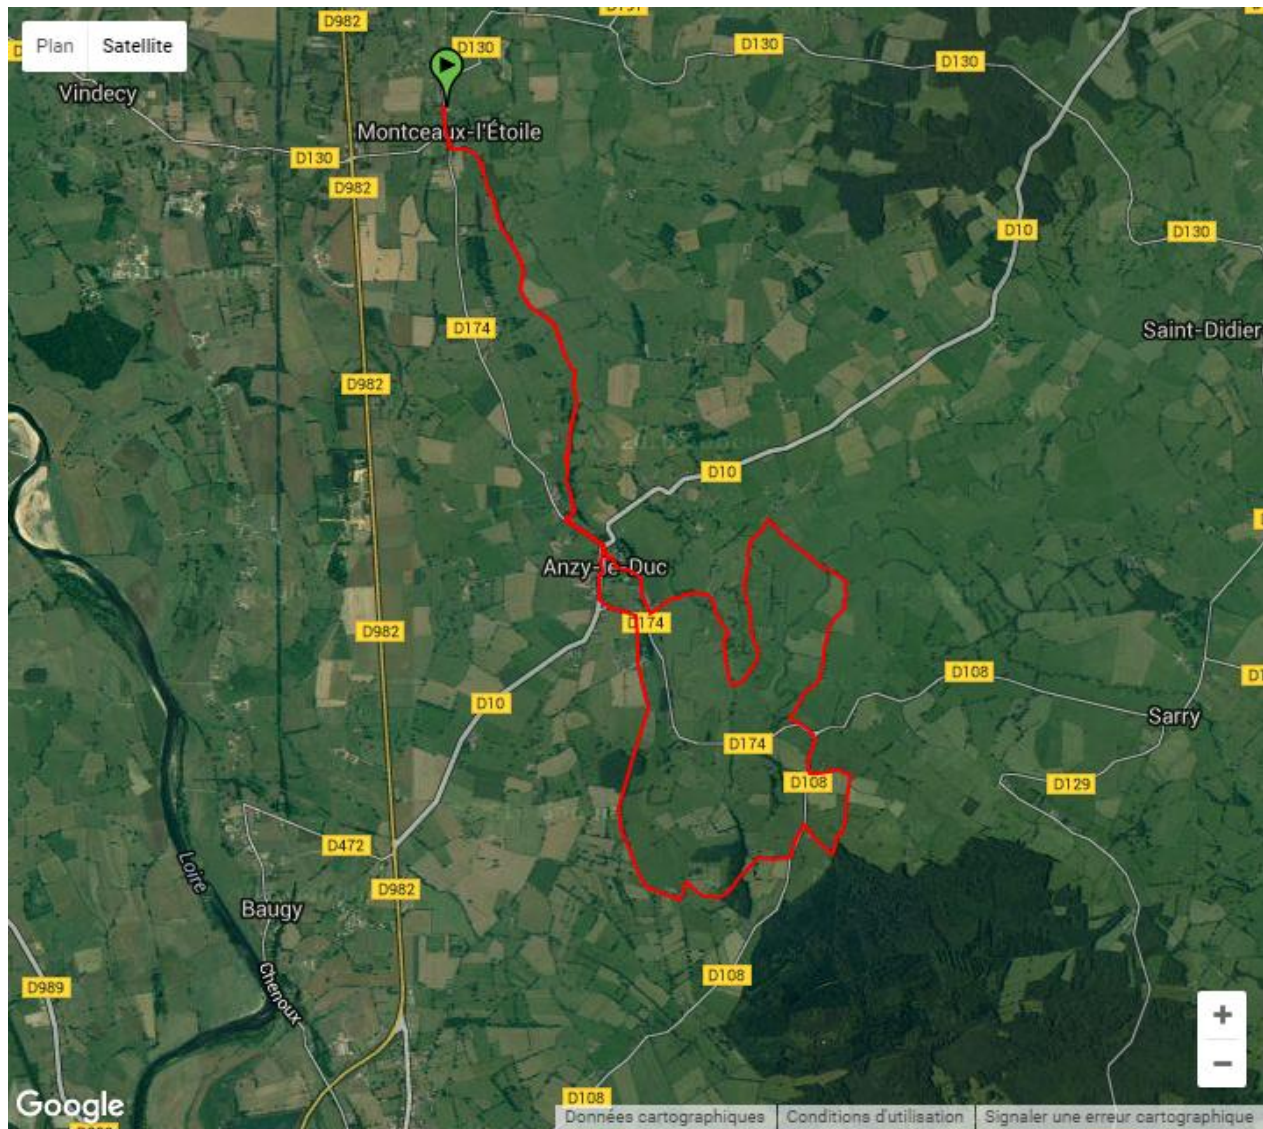 D982
D791
Plan Satellite
D130
D130
D130
Vindecy
Montceaux-l'Étoile
D130
D982
D10
D130
D174
Saint-Didier
D982
D10
Anzy-le-Duc
D174
D982
D108
D10
Sarry
D174
D108
D129
D472
Loire
D982
Baugy
D108
Chenoux
D989
D108
Google
Données cartographiques
Conditions d'utilisation
Signaler une erreur cartographique